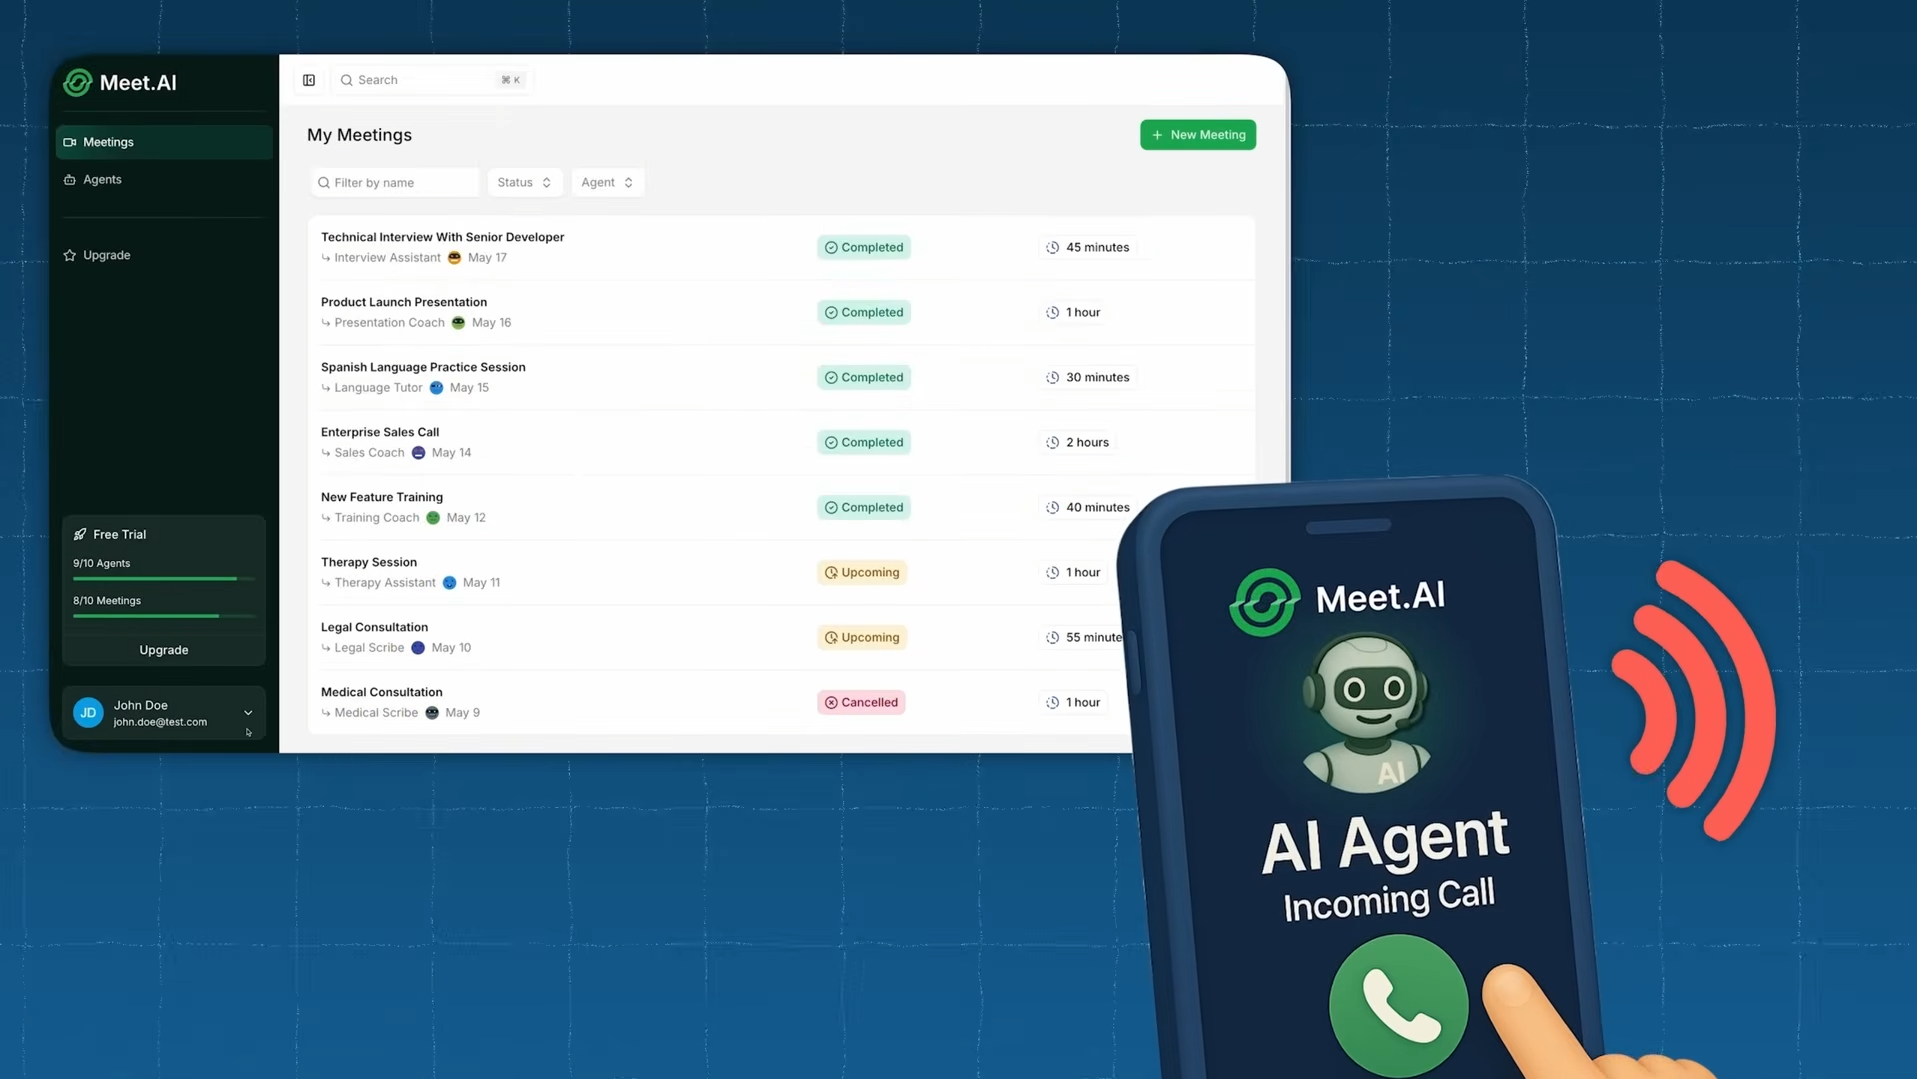 Meet.AI
Meetings
Agents
Upgrade
Free Trial
9/10 Agents
8/10 Meetings
Upgrade
JD
John Doe
john.doe@test.com
Search
⌘ K
My Meetings
+ New Meeting
Filter by name
Status
Agent
Technical Interview With Senior Developer
Interview Assistant May 17
Completed
45 minutes
Product Launch Presentation
Presentation Coach May 16
Completed
1 hour
Spanish Language Practice Session
Language Tutor May 15
Completed
30 minutes
Enterprise Sales Call
Sales Coach May 14
Completed
2 hours
New Feature Training
Training Coach May 12
Completed
40 minutes
Therapy Session
Therapy Assistant May 11
Upcoming
1 hour
Legal Consultation
Legal Scribe May 10
Upcoming
55 minute
Medical Consultation
Medical Scribe May 9
Cancelled
1 hour
Meet.AI
AI
AI Agent
Incoming Call